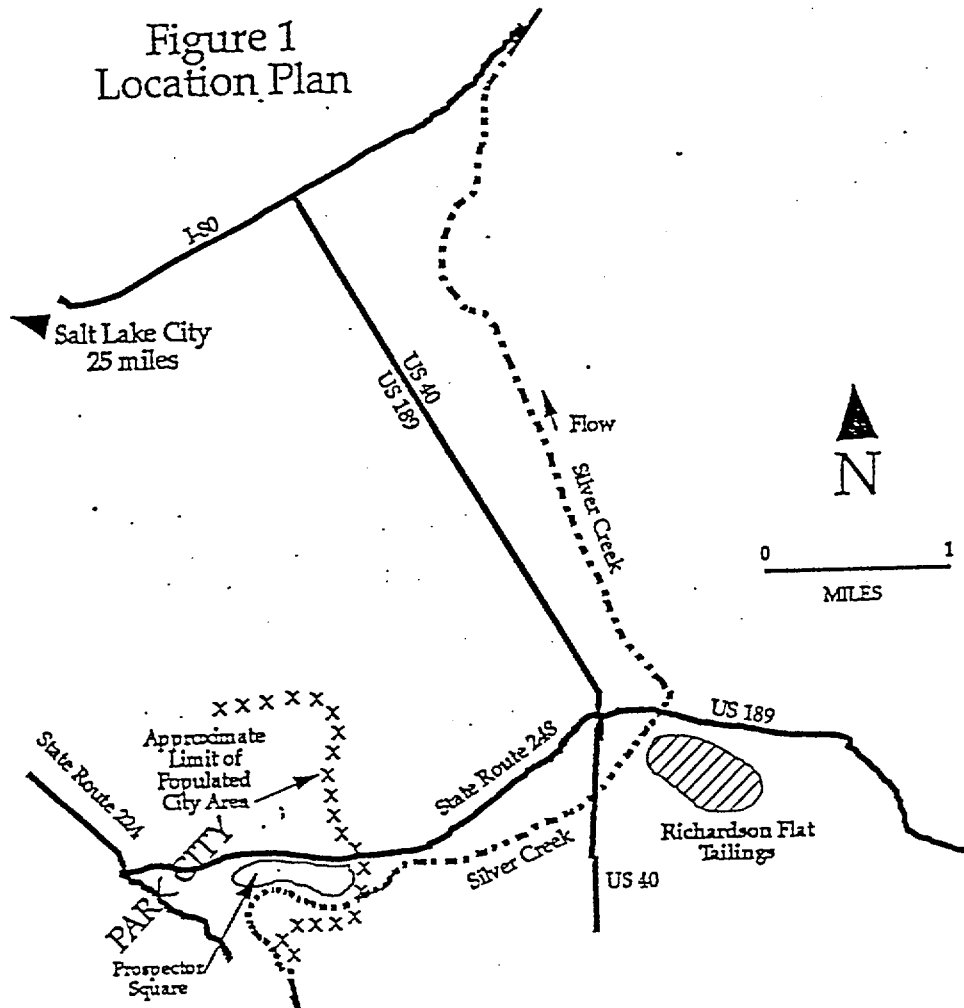 Figure 1
Location Plan
I-80
Salt Lake City
25 miles
US 40
US 189
Flow
Silver Creek
N
0 1
MILES
US 189
Approximate
Limit of
Populated
City Area
State Route 224
State Route 248
PARK CITY
Silver Creek
Richardson Flat
Tailings
US 40
Prospector
Square